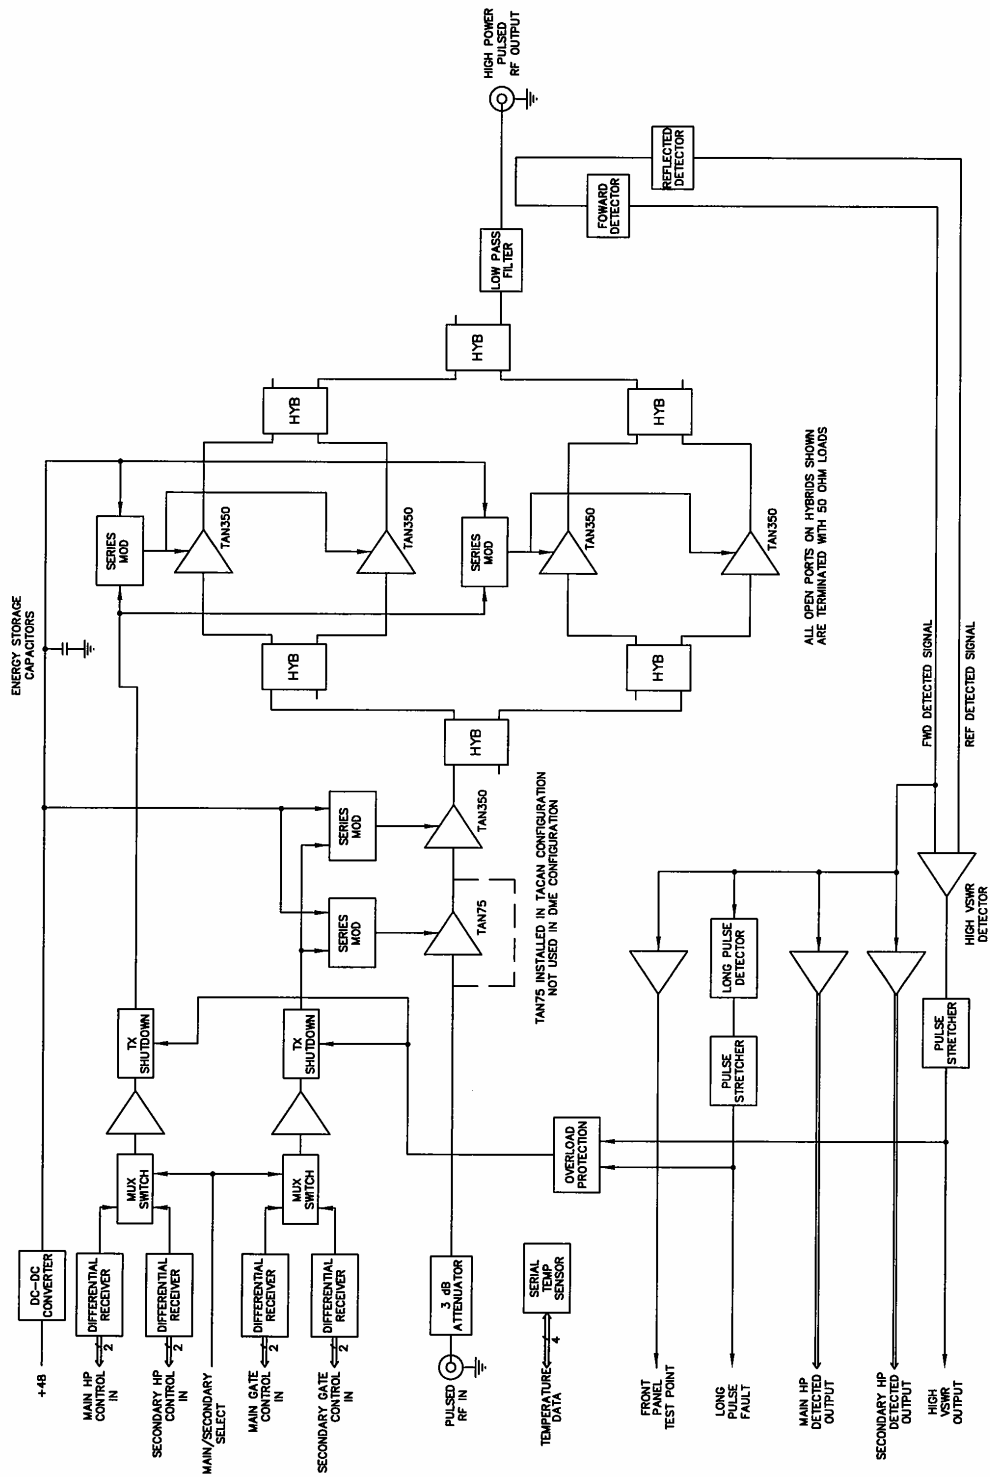 +48
DC-DC
CONVERTER
ENERGY STORAGE
CAPACITORS
MAIN HP
CONTROL
IN
2
DIFFERENTIAL
RECEIVER
SECONDARY HP
CONTROL
IN
2
DIFFERENTIAL
RECEIVER
MUX
SWITCH
TX
SHUTDOWN
MAIN/SECONDARY
SELECT
MAIN GATE
CONTROL
IN
2
DIFFERENTIAL
RECEIVER
SECONDARY GATE
CONTROL
IN
2
DIFFERENTIAL
RECEIVER
MUX
SWITCH
TX
SHUTDOWN
SERIES
MOD
SERIES
MOD
SERIES
MOD
TAN350
TAN350
SERIES
MOD
TAN350
TAN350
HYB
HYB
HYB
HYB
HYB
HYB
PULSED
RF IN
3 dB
ATTENUATOR
TAN75
TAN350
TAN75 INSTALLED IN TACAN CONFIGURATION
NOT USED IN DME CONFIGURATION
LOW PASS
FILTER
HIGH POWER
PULSED
RF OUTPUT
TEMPERATURE
DATA
4
SERIAL
TEMP
SENSOR
OVERLOAD
PROTECTION
FOWARD
DETECTOR
REFLECTED
DETECTOR
FRONT
PANEL
TEST POINT
LONG
PULSE
FAULT
PULSE
STRETCHER
LONG PULSE
DETECTOR
ALL OPEN PORTS ON HYBRIDS SHOWN
ARE TERMINATED WITH 50 OHM LOADS
MAIN HP
DETECTED
OUTPUT
SECONDARY HP
DETECTED
OUTPUT
FWD DETECTED SIGNAL
HIGH
VSWR
OUTPUT
PULSE
STRETCHER
HIGH VSWR
DETECTOR
REF DETECTED SIGNAL